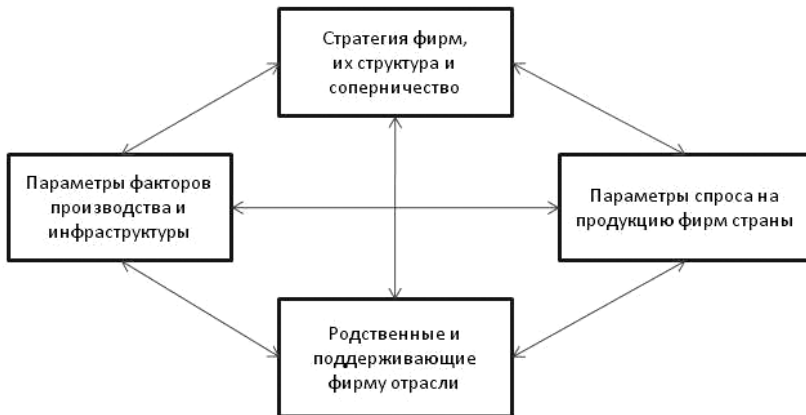 Стратегия фирм,
их структура и
соперничество
Параметры факторов
производства и
инфраструктуры
Параметры спроса на
продукцию фирм страны
Родственные и
поддерживающие
фирму отрасли